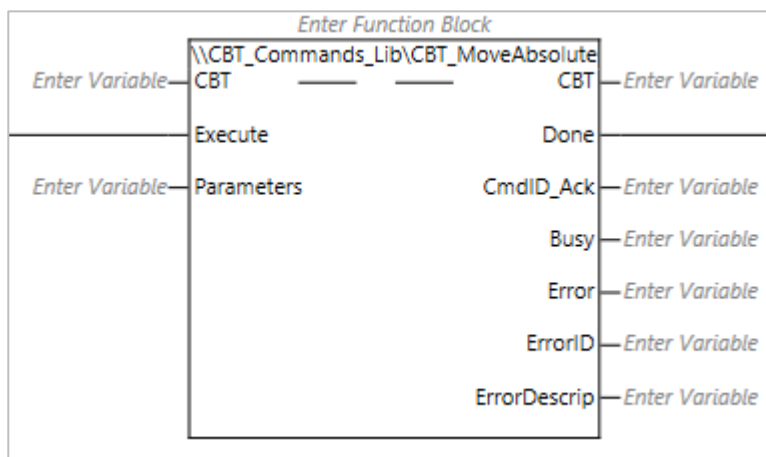 Enter Function Block
\\CBT_Commands_Lib\CBT_MoveAbsolute
Enter Variable CBT CBT Enter Variable
Execute Done
Enter Variable Parameters CmdID_Ack Enter Variable
Busy Enter Variable
Error Enter Variable
ErrorID Enter Variable
ErrorDescrip Enter Variable